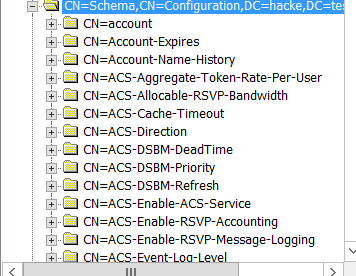 CN=Schema,CN=Configuration,DC=hacke,DC=tes
CN=account
CN=Account-Expires
CN=Account-Name-History
CN=ACS-Aggregate-Token-Rate-Per-User
CN=ACS-Allocable-RSVP-Bandwidth
CN=ACS-Cache-Timeout
CN=ACS-Direction
CN=ACS-DSBM-DeadTime
CN=ACS-DSBM-Priority
CN=ACS-DSBM-Refresh
CN=ACS-Enable-ACS-Service
CN=ACS-Enable-RSVP-Accounting
CN=ACS-Enable-RSVP-Message-Logging
CN=ACS-Event-Log-Level